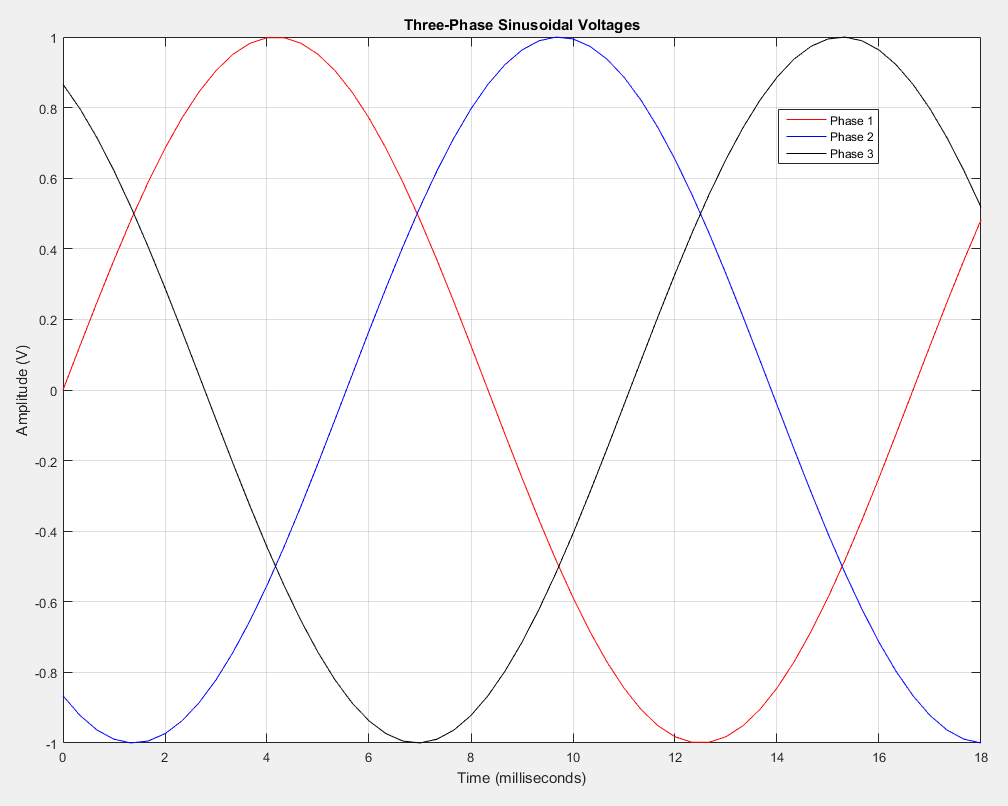 Three-Phase Sinusoidal Voltages
1
0.8
0.6
0.4
0.2
0
-0.2
-0.4
-0.6
-0.8
-1
Amplitude (V)
Phase 1
Phase 2
Phase 3
0 2 4 6 8 10 12 14 16 18
Time (milliseconds)